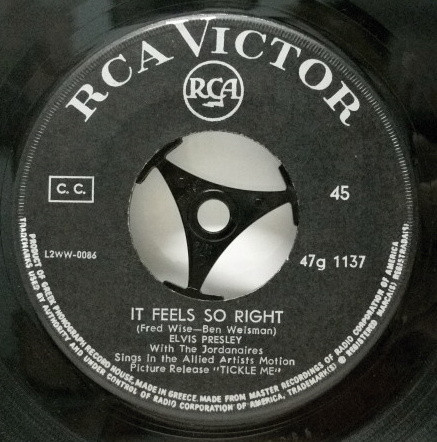 RCA VICTOR
RCA
C. C.
45
L2WW-0086
47g 1137
IT FEELS SO RIGHT
(Fred Wise-Ben Weisman)
ELVIS PRESLEY
With The Jordanaires
Sings in the Allied Artists Motion
Picture Release "TICKLE ME"
PRODUCT OF GREEK PHONOGRAPH RECORD HOUSE. MADE IN GREECE. MADE FROM MASTER RECORDINGS OF RADIO CORPORATION OF AMERICA
TRADEMARKS USED BY AUTHORITY AND UNDER CONTROL OF RADIO CORPORATION OF AMERICA, TRADEMARK(S) ® REGISTERED MARCA(S) REGISTRADA(S)